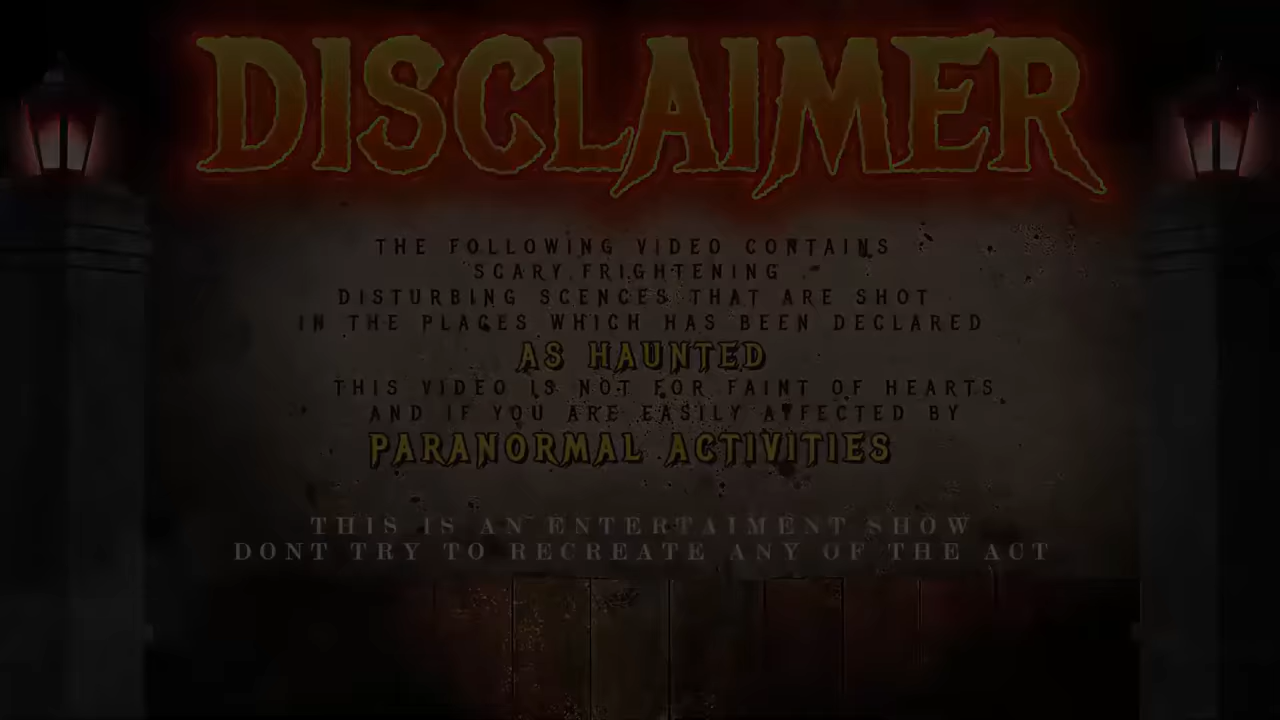 DISCLAIMER
THE FOLLOWING VIDEO CONTAINS
SCARY,FRIGHTENING
DISTURBING SCENCES THAT ARE SHOT
IN THE PLACES WHICH HAS BEEN DECLARED
AS HAUNTED
THIS VIDEO IS NOT FOR FAINT OF HEARTS
AND IF YOU ARE EASILY AFFECTED BY
PARANORMAL ACTIVITIES
THIS IS AN ENTERTAIMENT SHOW
DONT TRY TO RECREATE ANY OF THE ACT